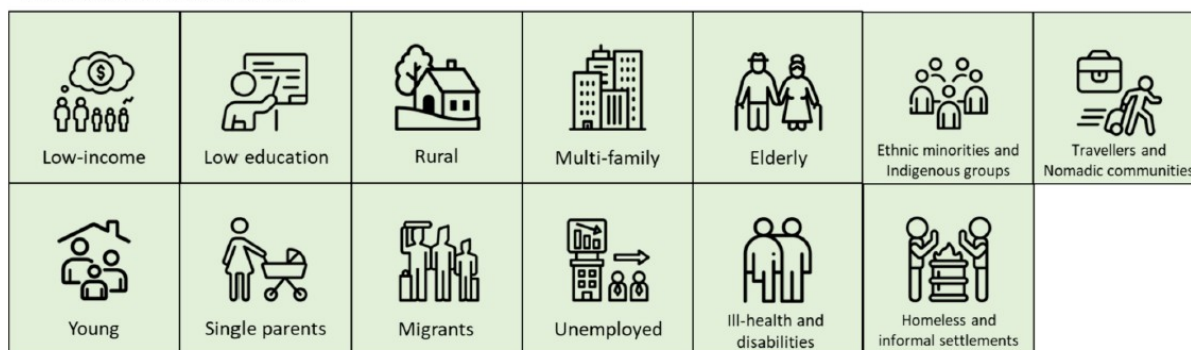 $
Low-income
Low education
Rural
Multi-family
Elderly
Ethnic minorities and
Indigenous groups
Travellers and
Nomadic communities
Young
Single parents
Migrants
Unemployed
Ill-health and
disabilities
Homeless and
informal settlements